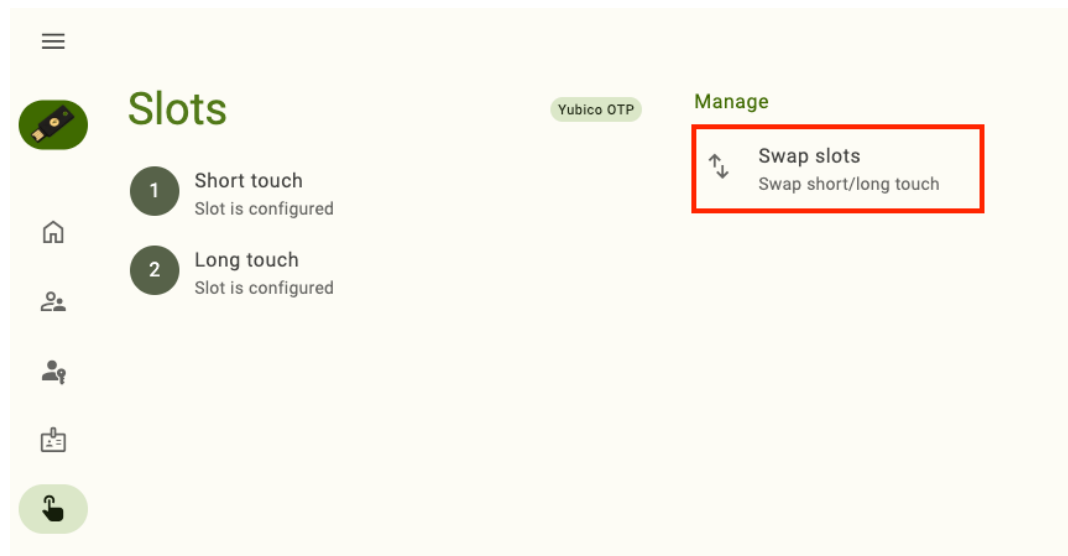 Slots
Yubico OTP
1
Short touch
Slot is configured
2
Long touch
Slot is configured
Manage
Swap slots
Swap short/long touch